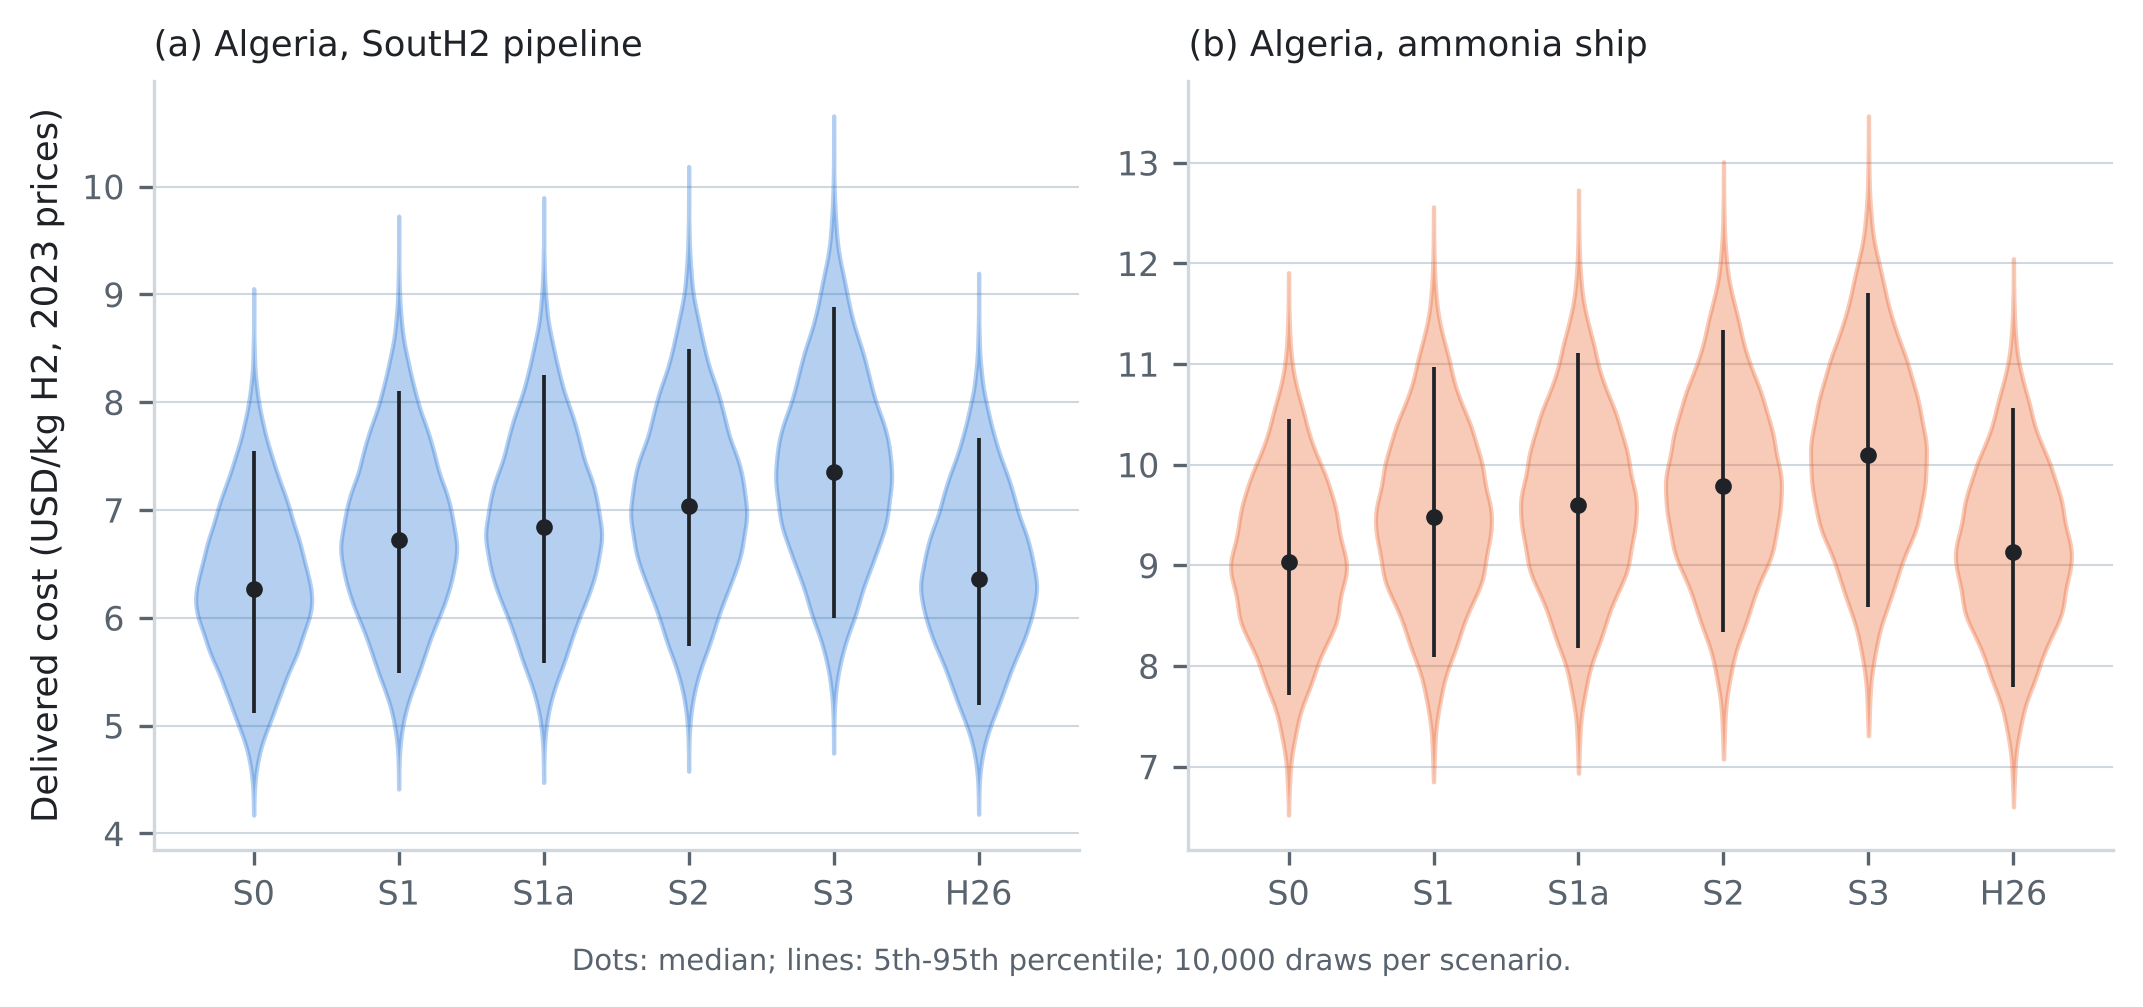 (a) Algeria, SoutH2 pipeline
Delivered cost (USD/kg H2, 2023 prices)
10
9
8
7
6
5
4
S0 S1 S1a S2 S3 H26
(b) Algeria, ammonia ship
13
12
11
10
9
8
7
S0 S1 S1a S2 S3 H26
Dots: median; lines: 5th-95th percentile; 10,000 draws per scenario.